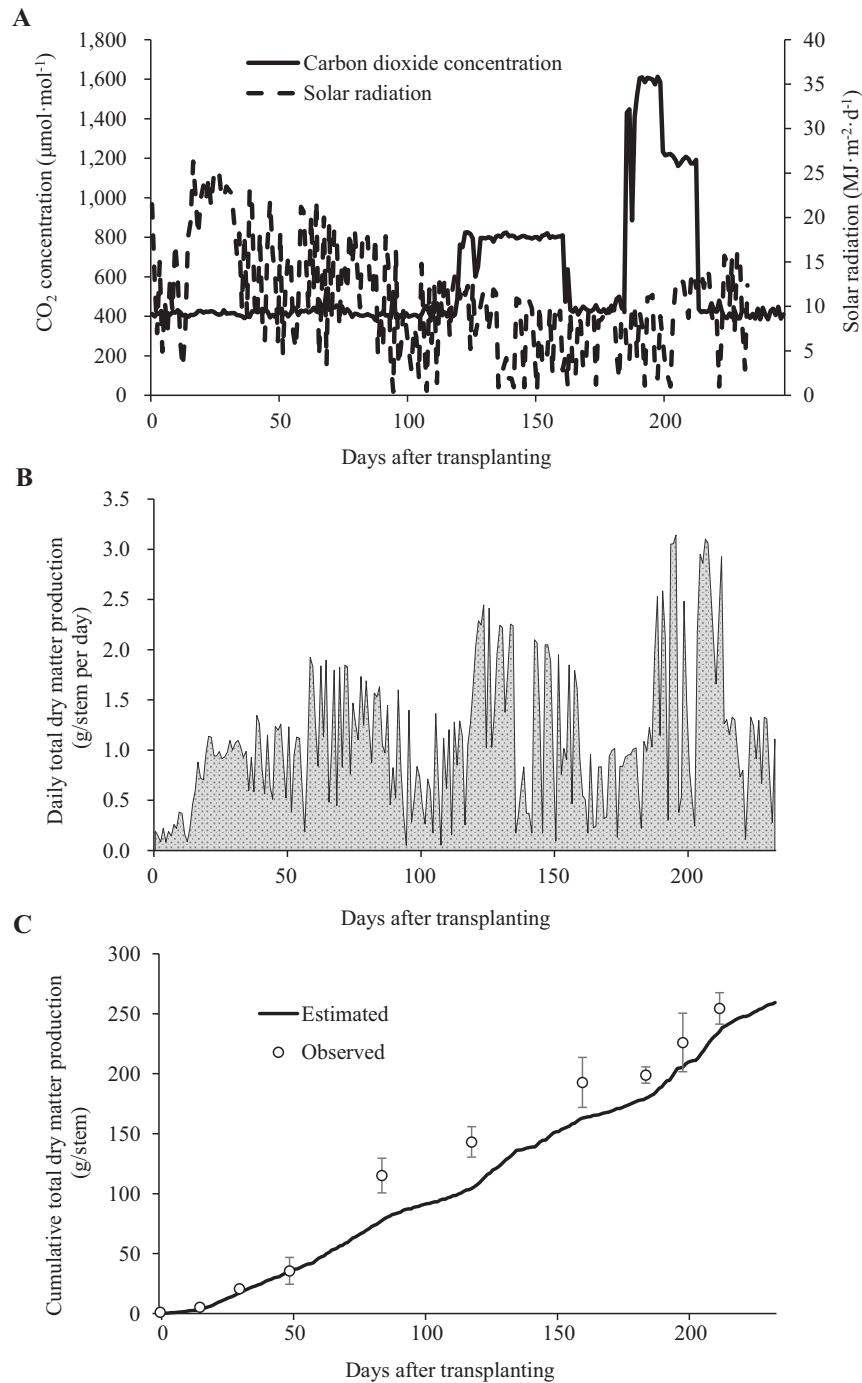 A
1,800
1,600
1,400
1,200
1,000
800
600
400
200
0
CO₂ concentration (μmol·mol⁻¹)
Carbon dioxide concentration
Solar radiation
40
35
30
25
20
15
10
5
0
Solar radiation (MJ·m⁻²·d⁻¹)
0 50 100 150 200
Days after transplanting
B
3.5
3.0
2.5
2.0
1.5
1.0
0.5
0.0
Daily total dry matter production
(g/stem per day)
0 50 100 150 200
Days after transplanting
C
300
250
200
150
100
50
0
Cumulative total dry matter production
(g/stem)
Estimated
Observed
0 50 100 150 200
Days after transplanting